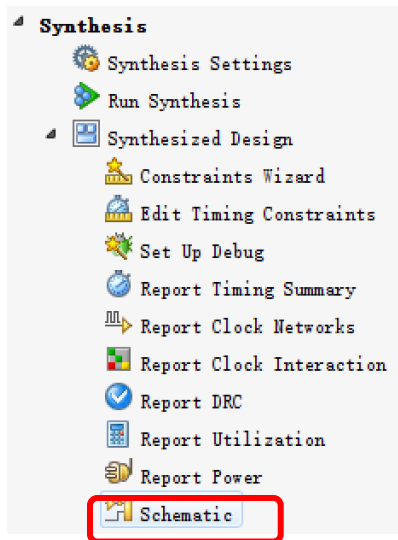 Synthesis
Synthesis Settings
Run Synthesis
Synthesized Design
Constraints Wizard
Edit Timing Constraints
Set Up Debug
Report Timing Summary
Report Clock Networks
Report Clock Interaction
Report DRC
Report Utilization
Report Power
Schematic